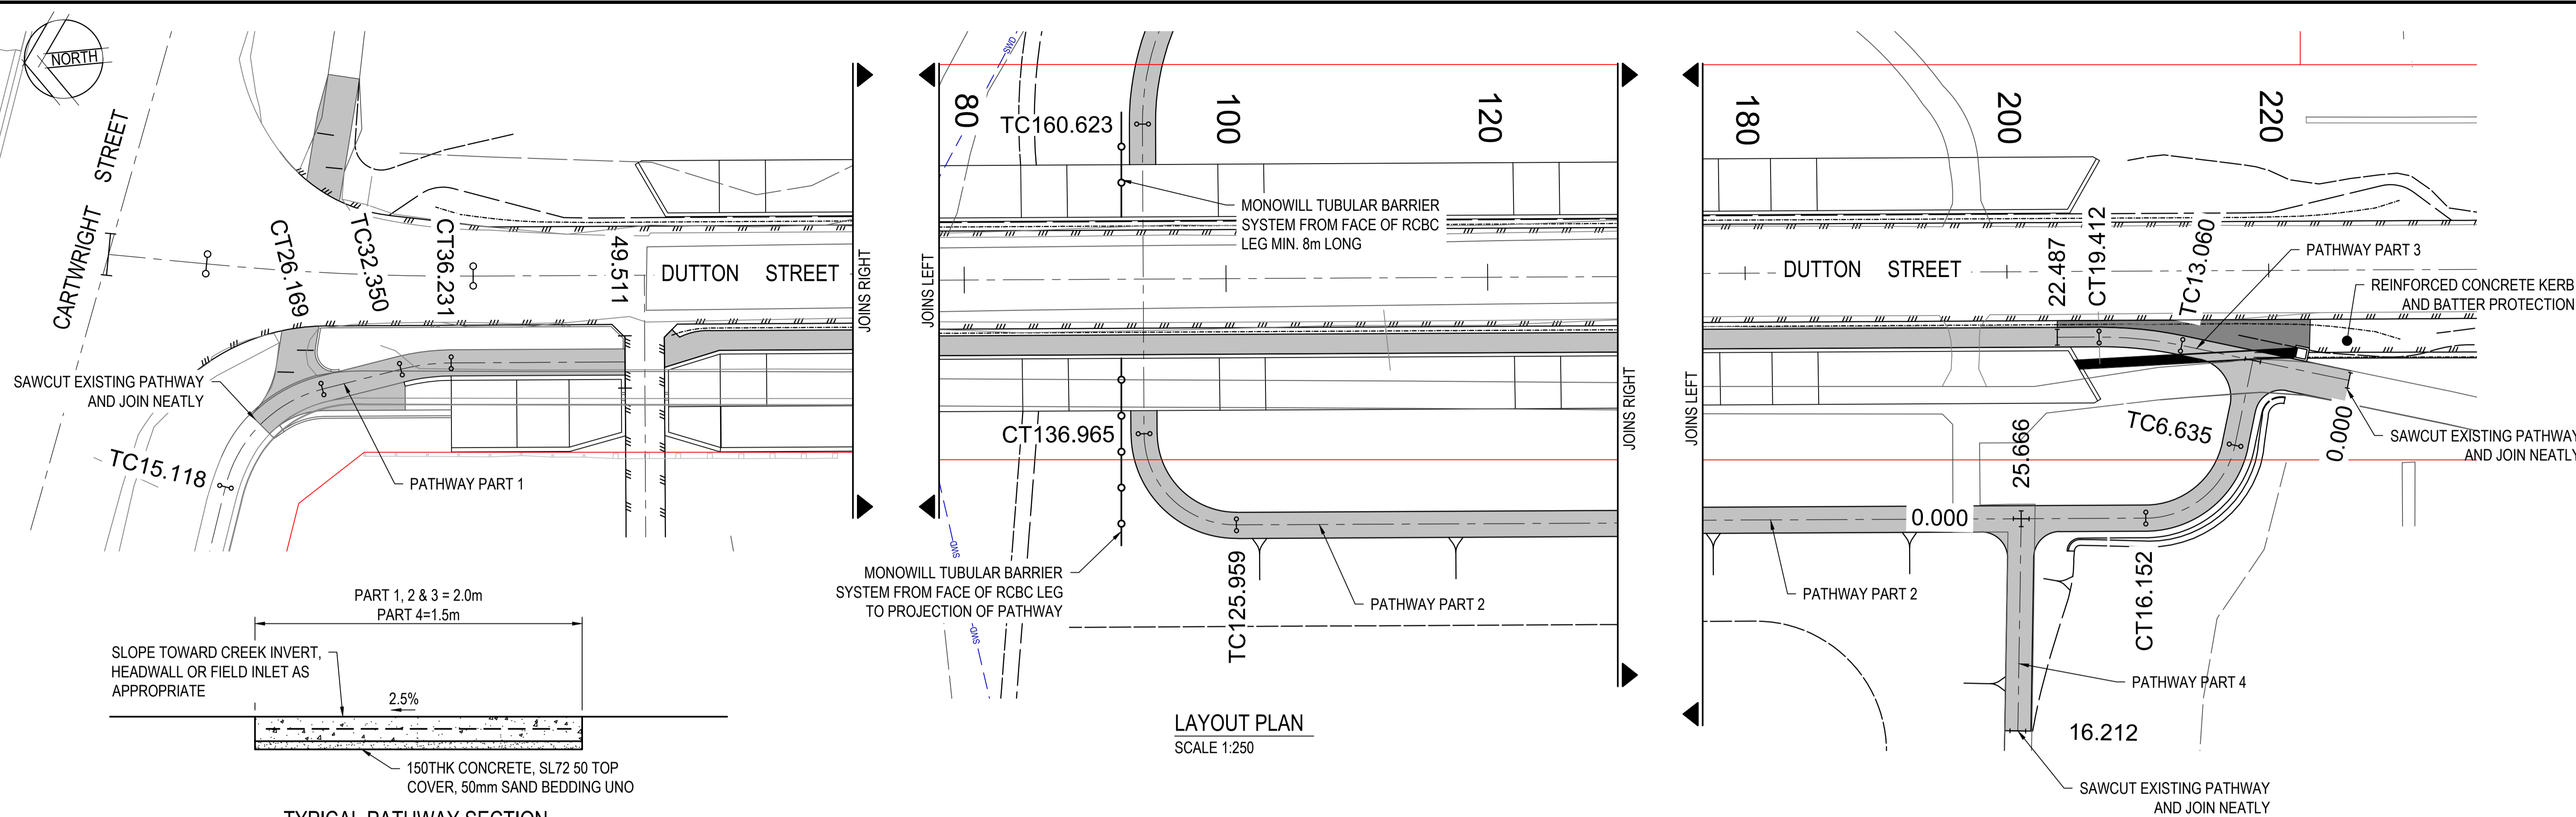 NORTH
CARTWRIGHT STREET
CT26.169
TC32.350
CT36.231
49.511
DUTTON STREET
JOINS RIGHT
SAWCUT EXISTING PATHWAY
AND JOIN NEATLY
TC15.118
PATHWAY PART 1
JOINS LEFT
80
100
120
SWD
TC160.623
MONOWILL TUBULAR BARRIER
SYSTEM FROM FACE OF RCBC
LEG MIN. 8m LONG
CT136.965
SWD
SWD
MONOWILL TUBULAR BARRIER
SYSTEM FROM FACE OF RCBC LEG
TO PROJECTION OF PATHWAY
TC125.959
PATHWAY PART 2
JOINS RIGHT
JOINS LEFT
180
200
220
DUTTON STREET
22.487
CT19.412
TC13.060
PATHWAY PART 3
REINFORCED CONCRETE KERB
AND BATTER PROTECTION
TC6.635
0.000
SAWCUT EXISTING PATHWAY
AND JOIN NEATLY
25.666
0.000
PATHWAY PART 2
CT16.152
PATHWAY PART 4
16.212
SAWCUT EXISTING PATHWAY
AND JOIN NEATLY
LAYOUT PLAN
SCALE 1:250
PART 1, 2 & 3 = 2.0m
PART 4=1.5m
SLOPE TOWARD CREEK INVERT,
HEADWALL OR FIELD INLET AS
APPROPRIATE
2.5%
150THK CONCRETE, SL72 50 TOP
COVER, 50mm SAND BEDDING UNO
TYPICAL PATHWAY SECTION